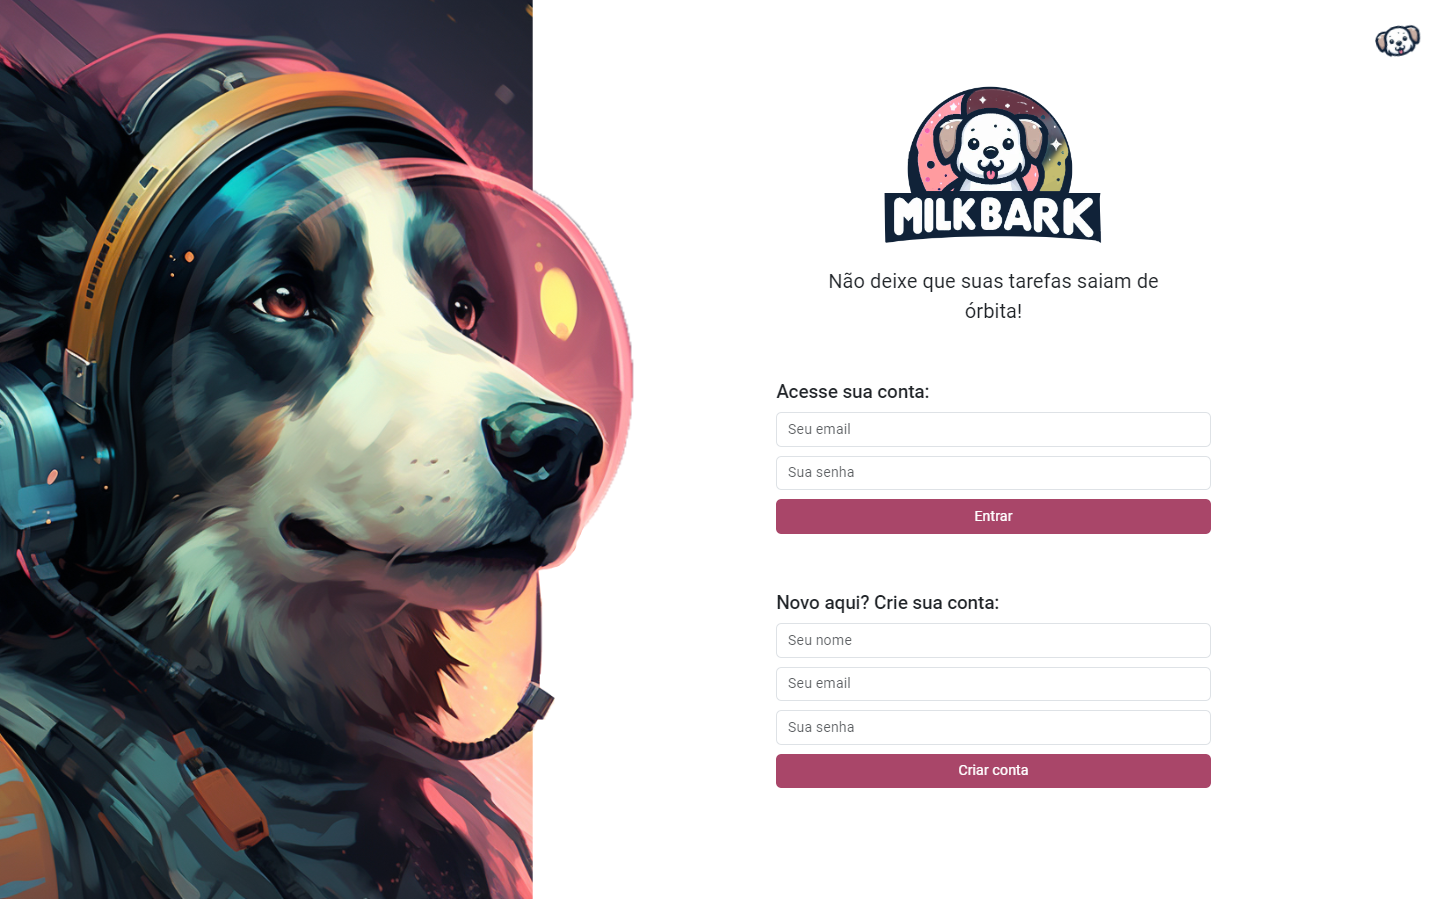 MILKBARK
Não deixe que suas tarefas saiam de
órbita!
Acesse sua conta:
Seu email
Sua senha
Entrar
Novo aqui? Crie sua conta:
Seu nome
Seu email
Sua senha
Criar conta